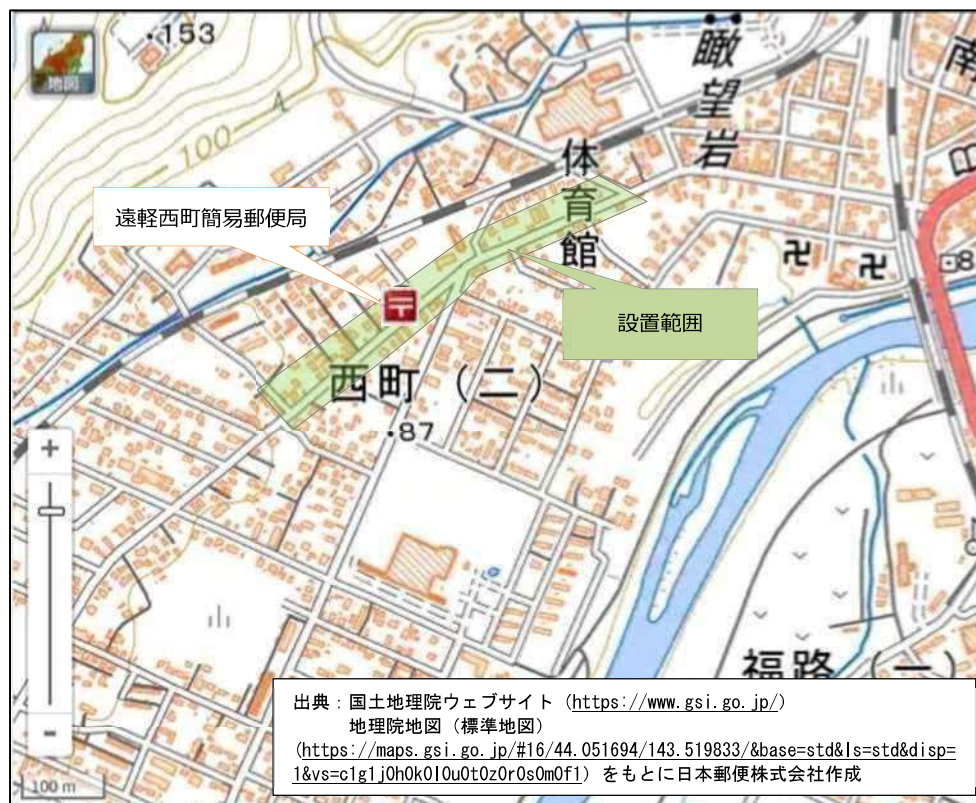 ・153
地図
瞰望岩
南
100
体育館
遠軽西町簡易郵便局
8
設置範囲
西町（二）
・87
+
福路（一）
-
100 m
出典：国土地理院ウェブサイト（https://www.gsi.go.jp/）
地理院地図（標準地図）
（https://maps.gsi.go.jp/#16/44.051694/143.519833/&base=std&ls=std&disp=
1&vs=c1g1j0h0k0l0u0t0z0r0s0m0f1）をもとに日本郵便株式会社作成